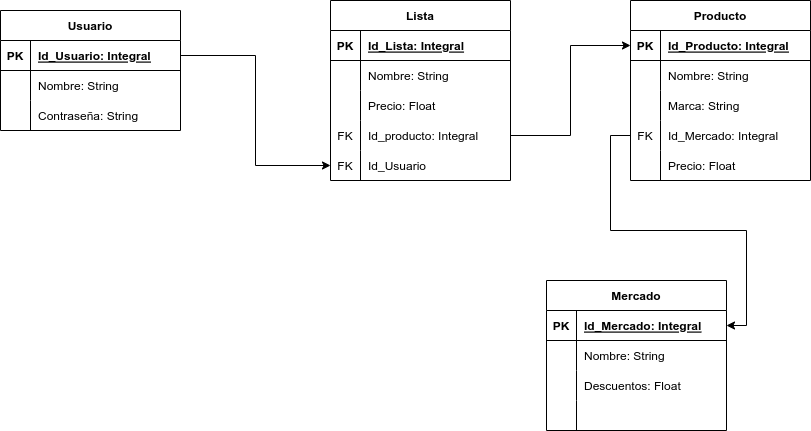 Usuario
PK Id_Usuario: Integral
Nombre: String
Contraseña: String
Lista
PK Id_Lista: Integral
Nombre: String
Precio: Float
FK Id_producto: Integral
FK Id_Usuario
Producto
PK Id_Producto: Integral
Nombre: String
Marca: String
FK Id_Mercado: Integral
Precio: Float
Mercado
PK Id_Mercado: Integral
Nombre: String
Descuentos: Float